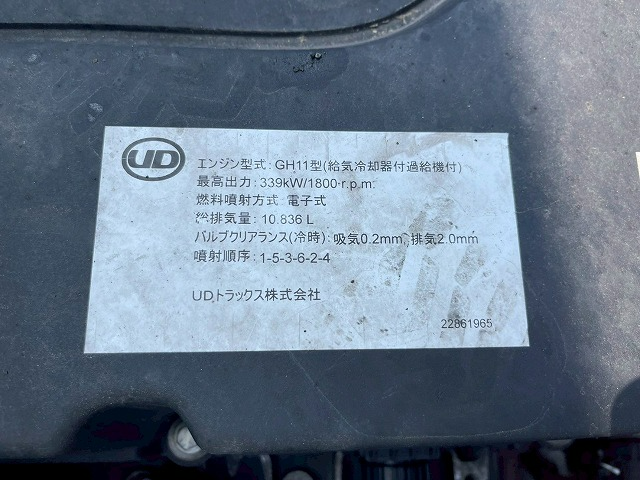 UD
エンジン型式: GH11型(給気冷却器付過給機付)
最高出力: 339kW/1800 r.p.m.
燃料噴射方式 電子式
総排気量: 10.836 L
バルブクリアランス(冷時): 吸気0.2mm, 排気2.0mm
噴射順序: 1-5-3-6-2-4
UDトラックス株式会社
22861965